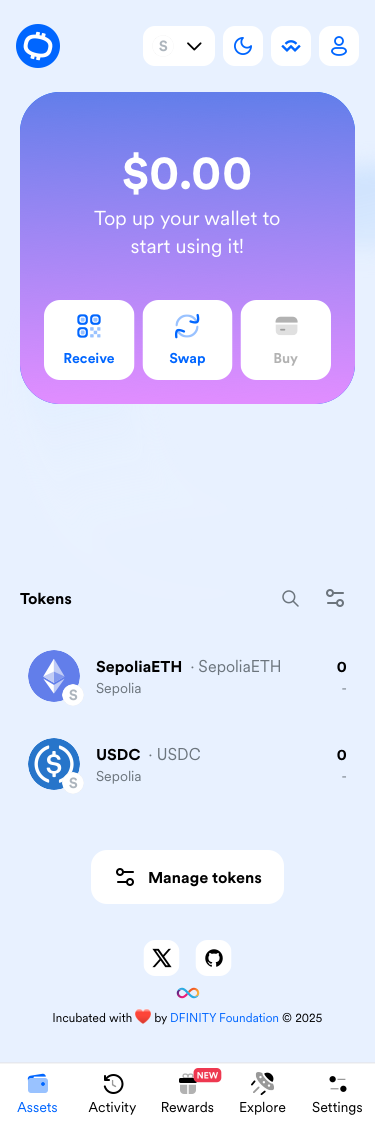 S
$0.00
Top up your wallet to
start using it!
Receive Swap Buy
Tokens
SepoliaETH · SepoliaETH 0
Sepolia -
S
USDC · USDC 0
Sepolia -
S
Manage tokens
Incubated with ❤️ by DFINITY Foundation © 2025
NEW
Assets Activity Rewards Explore Settings